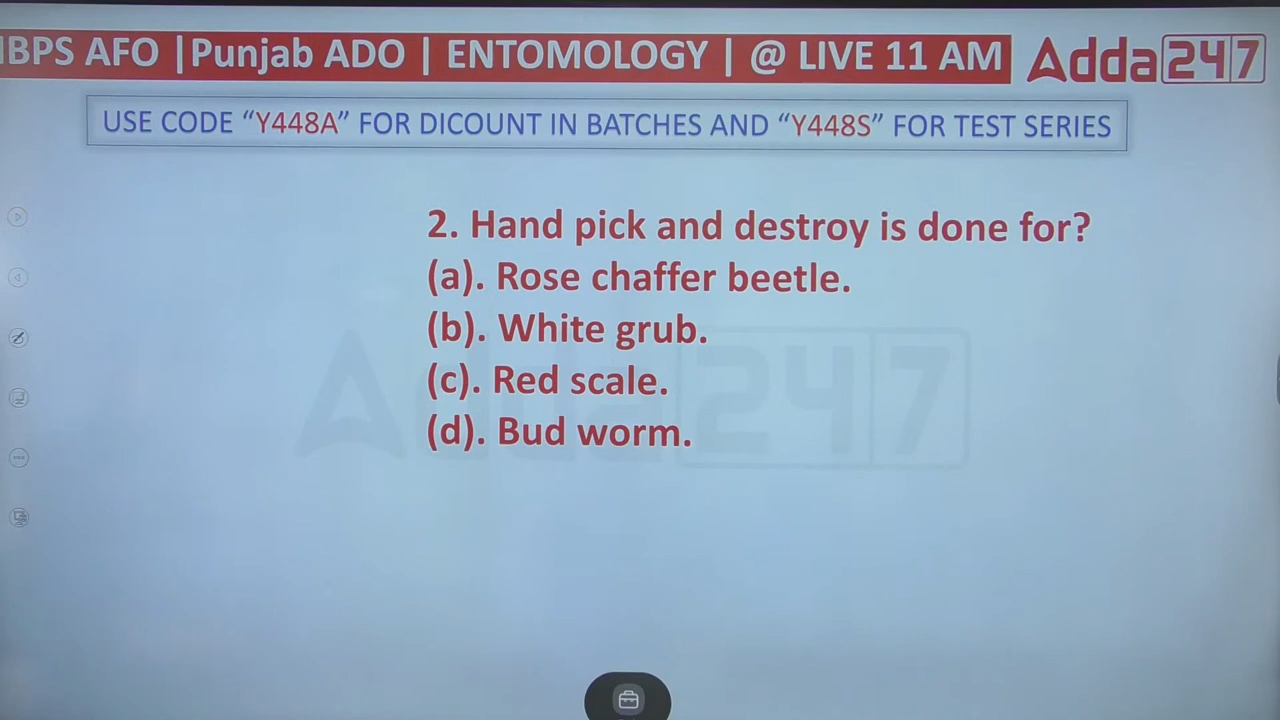 IBPS AFO |Punjab ADO | ENTOMOLOGY | @ LIVE 11 AM
Adda247
USE CODE “Y448A” FOR DICOUNT IN BATCHES AND “Y448S” FOR TEST SERIES
2. Hand pick and destroy is done for?
(a). Rose chaffer beetle.
(b). White grub.
(c). Red scale.
(d). Bud worm.
Adda247